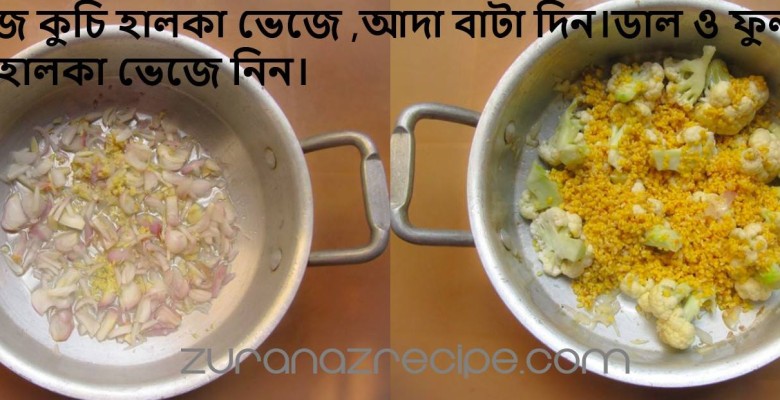 কুচি হালকা ভেজে ,আদা বাটা দিন।ডাল ও
হালকা ভেজে নিন।
zuranazrecipe.com